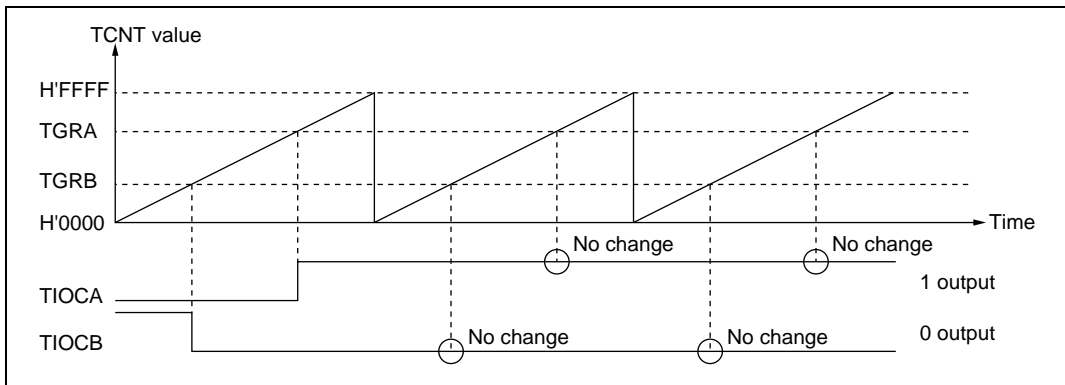 TCNT value
H'FFFF
TGRA
TGRB
H'0000
Time
No change No change
TIOCA
1 output
No change No change
TIOCB
0 output